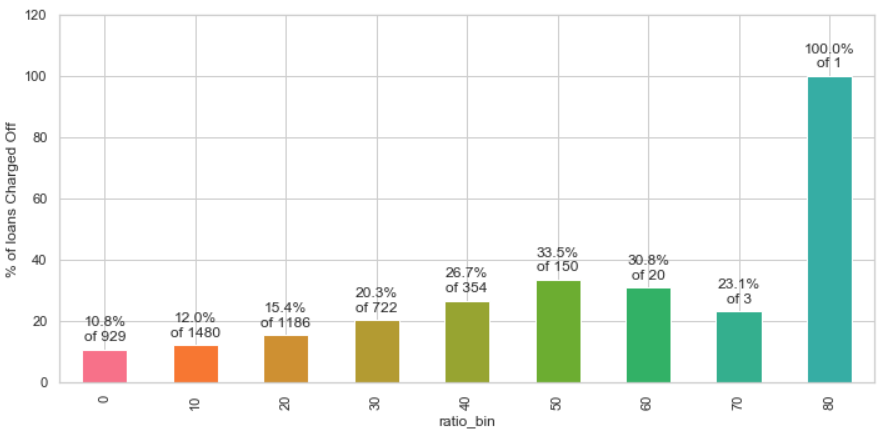 120
100
80
60
40
20
0
% of loans Charged Off
10.8%
of 929
12.0%
of 1480
15.4%
of 1186
20.3%
of 722
26.7%
of 354
33.5%
of 150
30.8%
of 20
23.1%
of 3
100.0%
of 1
0
10
20
30
40
50
60
70
80
ratio_bin